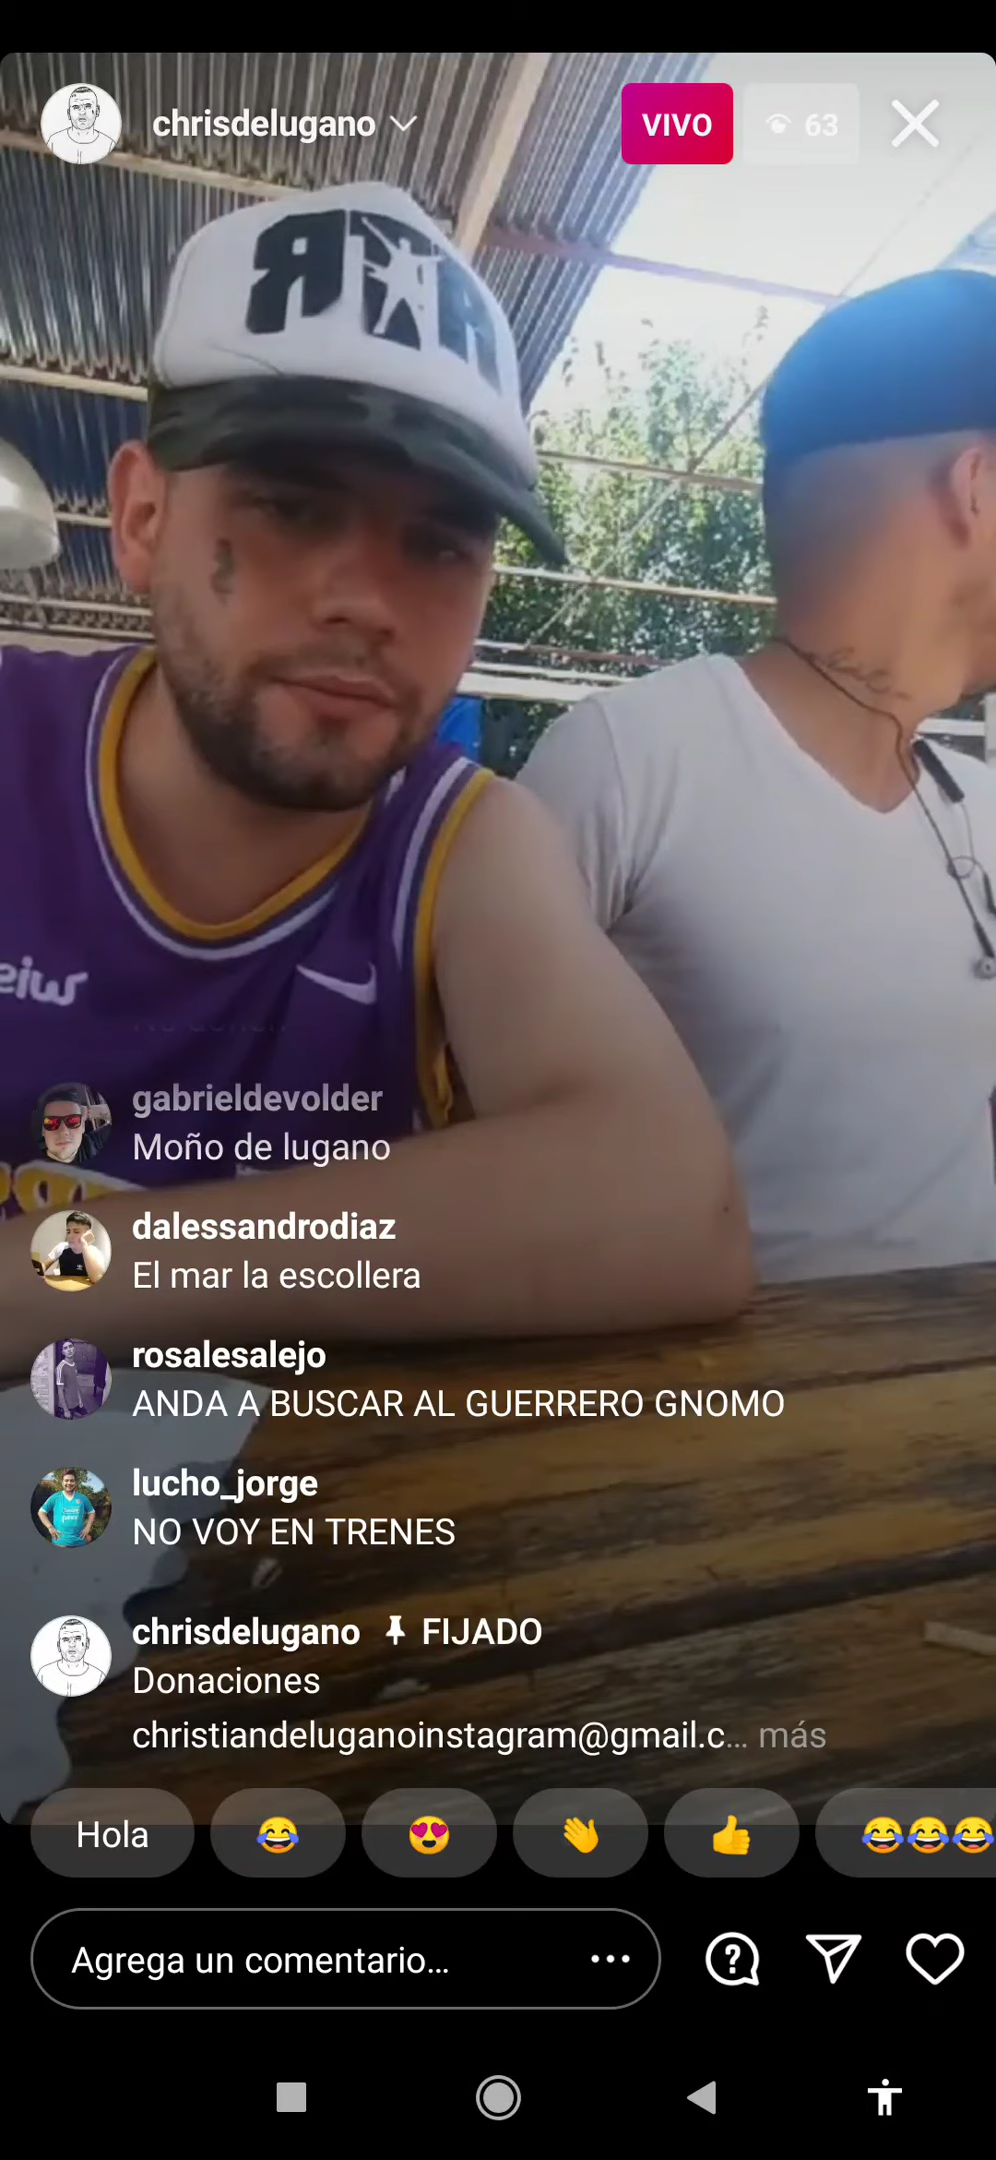 chrisdelugano
VIVO
63
gabrieldevolder
Moño de lugano
dalessandrodiaz
El mar la escollera
rosalesalejo
ANDA A BUSCAR AL GUERRERO GNOMO
lucho_jorge
NO VOY EN TRENES
chrisdelugano FIJADO
Donaciones
christiandeluganoinstagram@gmail.c... más
Hola
Agrega un comentario...